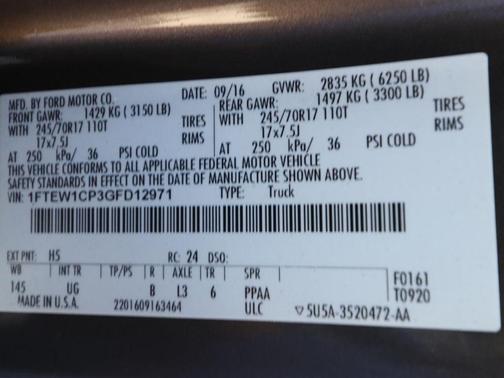 MFD. BY FORD MOTOR CO. DATE: 09/16 GVWR: 2835 KG ( 6250 LB)
FRONT GAWR: 1429 KG ( 3150 LB) REAR GAWR: 1497 KG ( 3300 LB)
WITH 245/70R17 110T TIRES WITH 245/70R17 110T TIRES
17x7.5J RIMS 17x7.5J RIMS
AT 250 kPa/ 36 PSI COLD AT 250 kPa/ 36 PSI COLD
THIS VEHICLE CONFORMS TO ALL APPLICABLE FEDERAL MOTOR VEHICLE
SAFETY STANDARDS IN EFFECT ON THE DATE OF MANUFACTURE SHOWN ABOVE.
VIN: 1FTEW1CP3GFD12971 TYPE: Truck
EXT PNT: H5 RC: 24 DSO: F0161
WB INT TR TP/PS R AXLE TR SPR T0920
145 UG B L3 6 PPAA
MADE IN U.S.A. 2201609163464 ULC ▽5U5A-3520472-AA